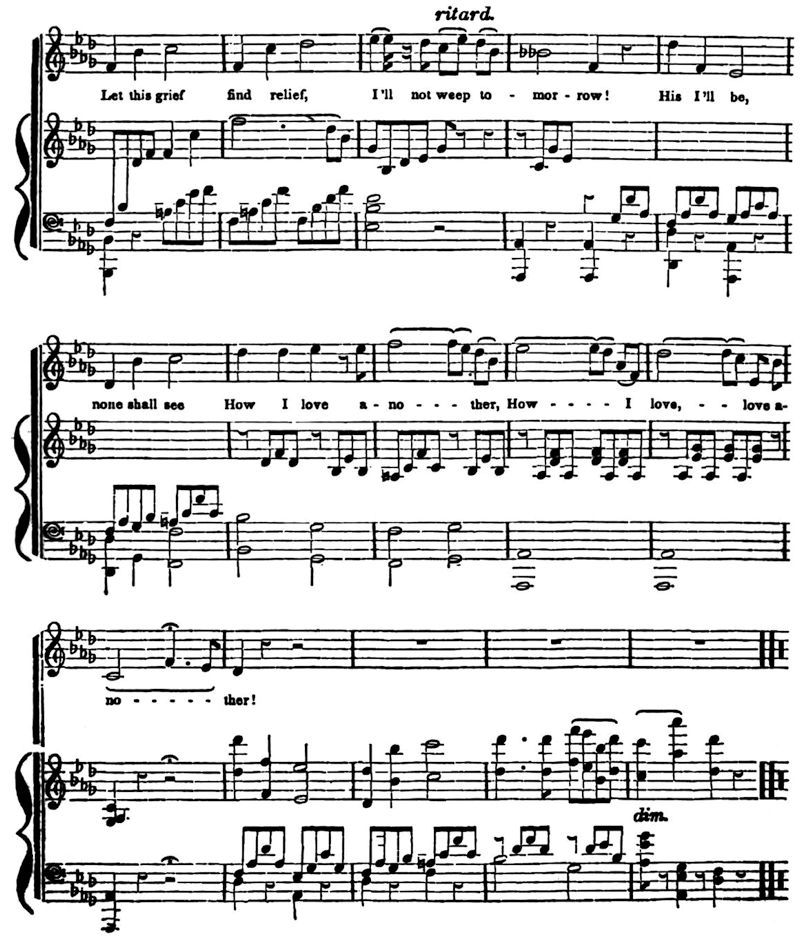 ritard.
Let this grief find relief, I'll not weep to - mor - row! His I'll be,
none shall see How I love a - no - - - ther, How - - - - - I love, - - - love a-
no - - - - - ther!
dim.